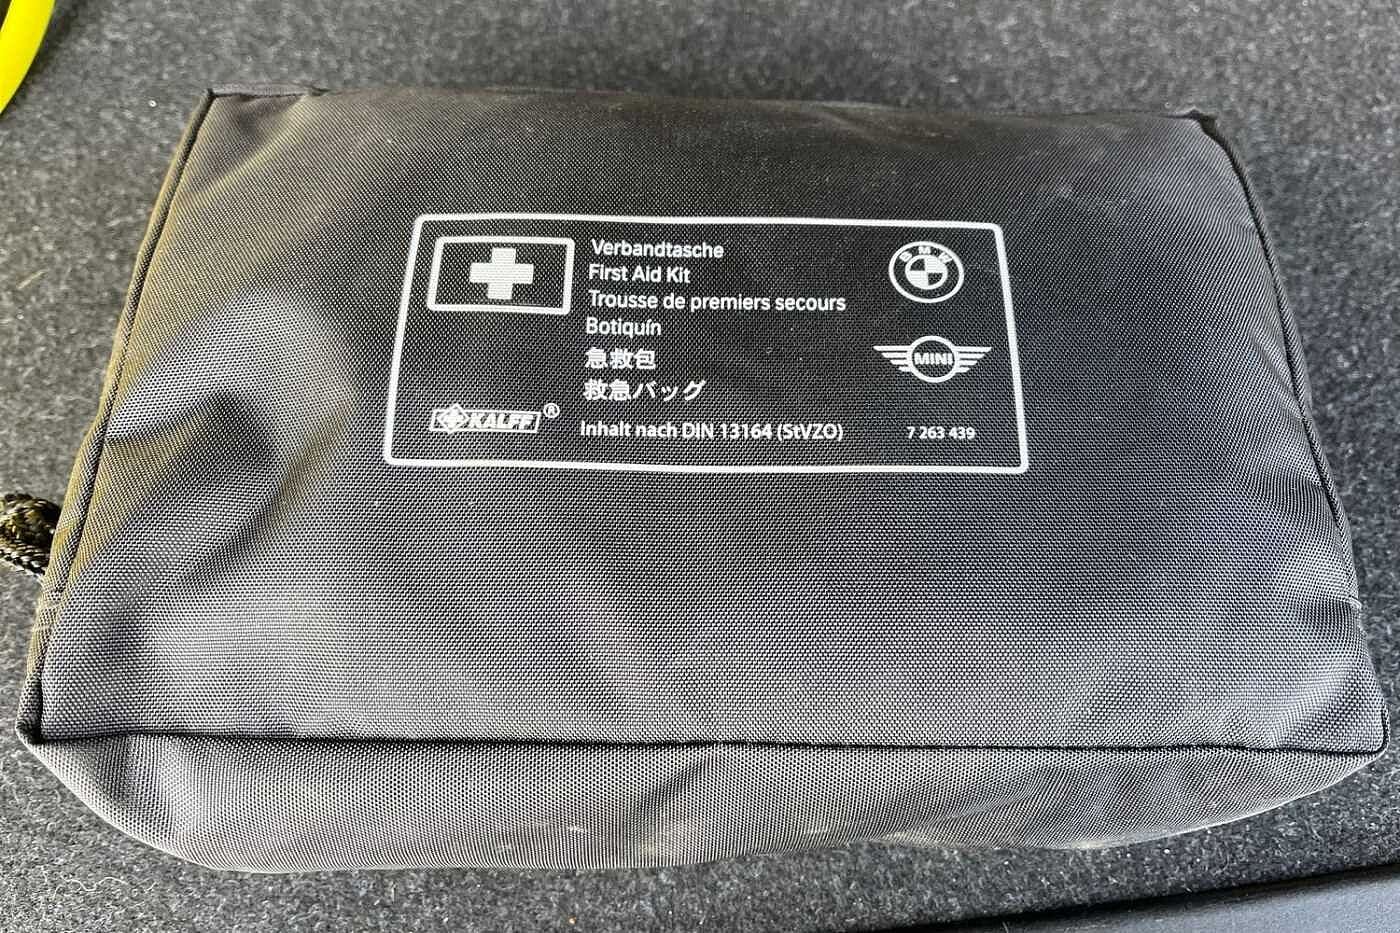 Verbandtasche
First Aid Kit
Trousse de premiers secours
Botiquín
急救包
救急バッグ
KALFF®
Inhalt nach DIN 13164 (StVZO)
BMW
MINI
7 263 439